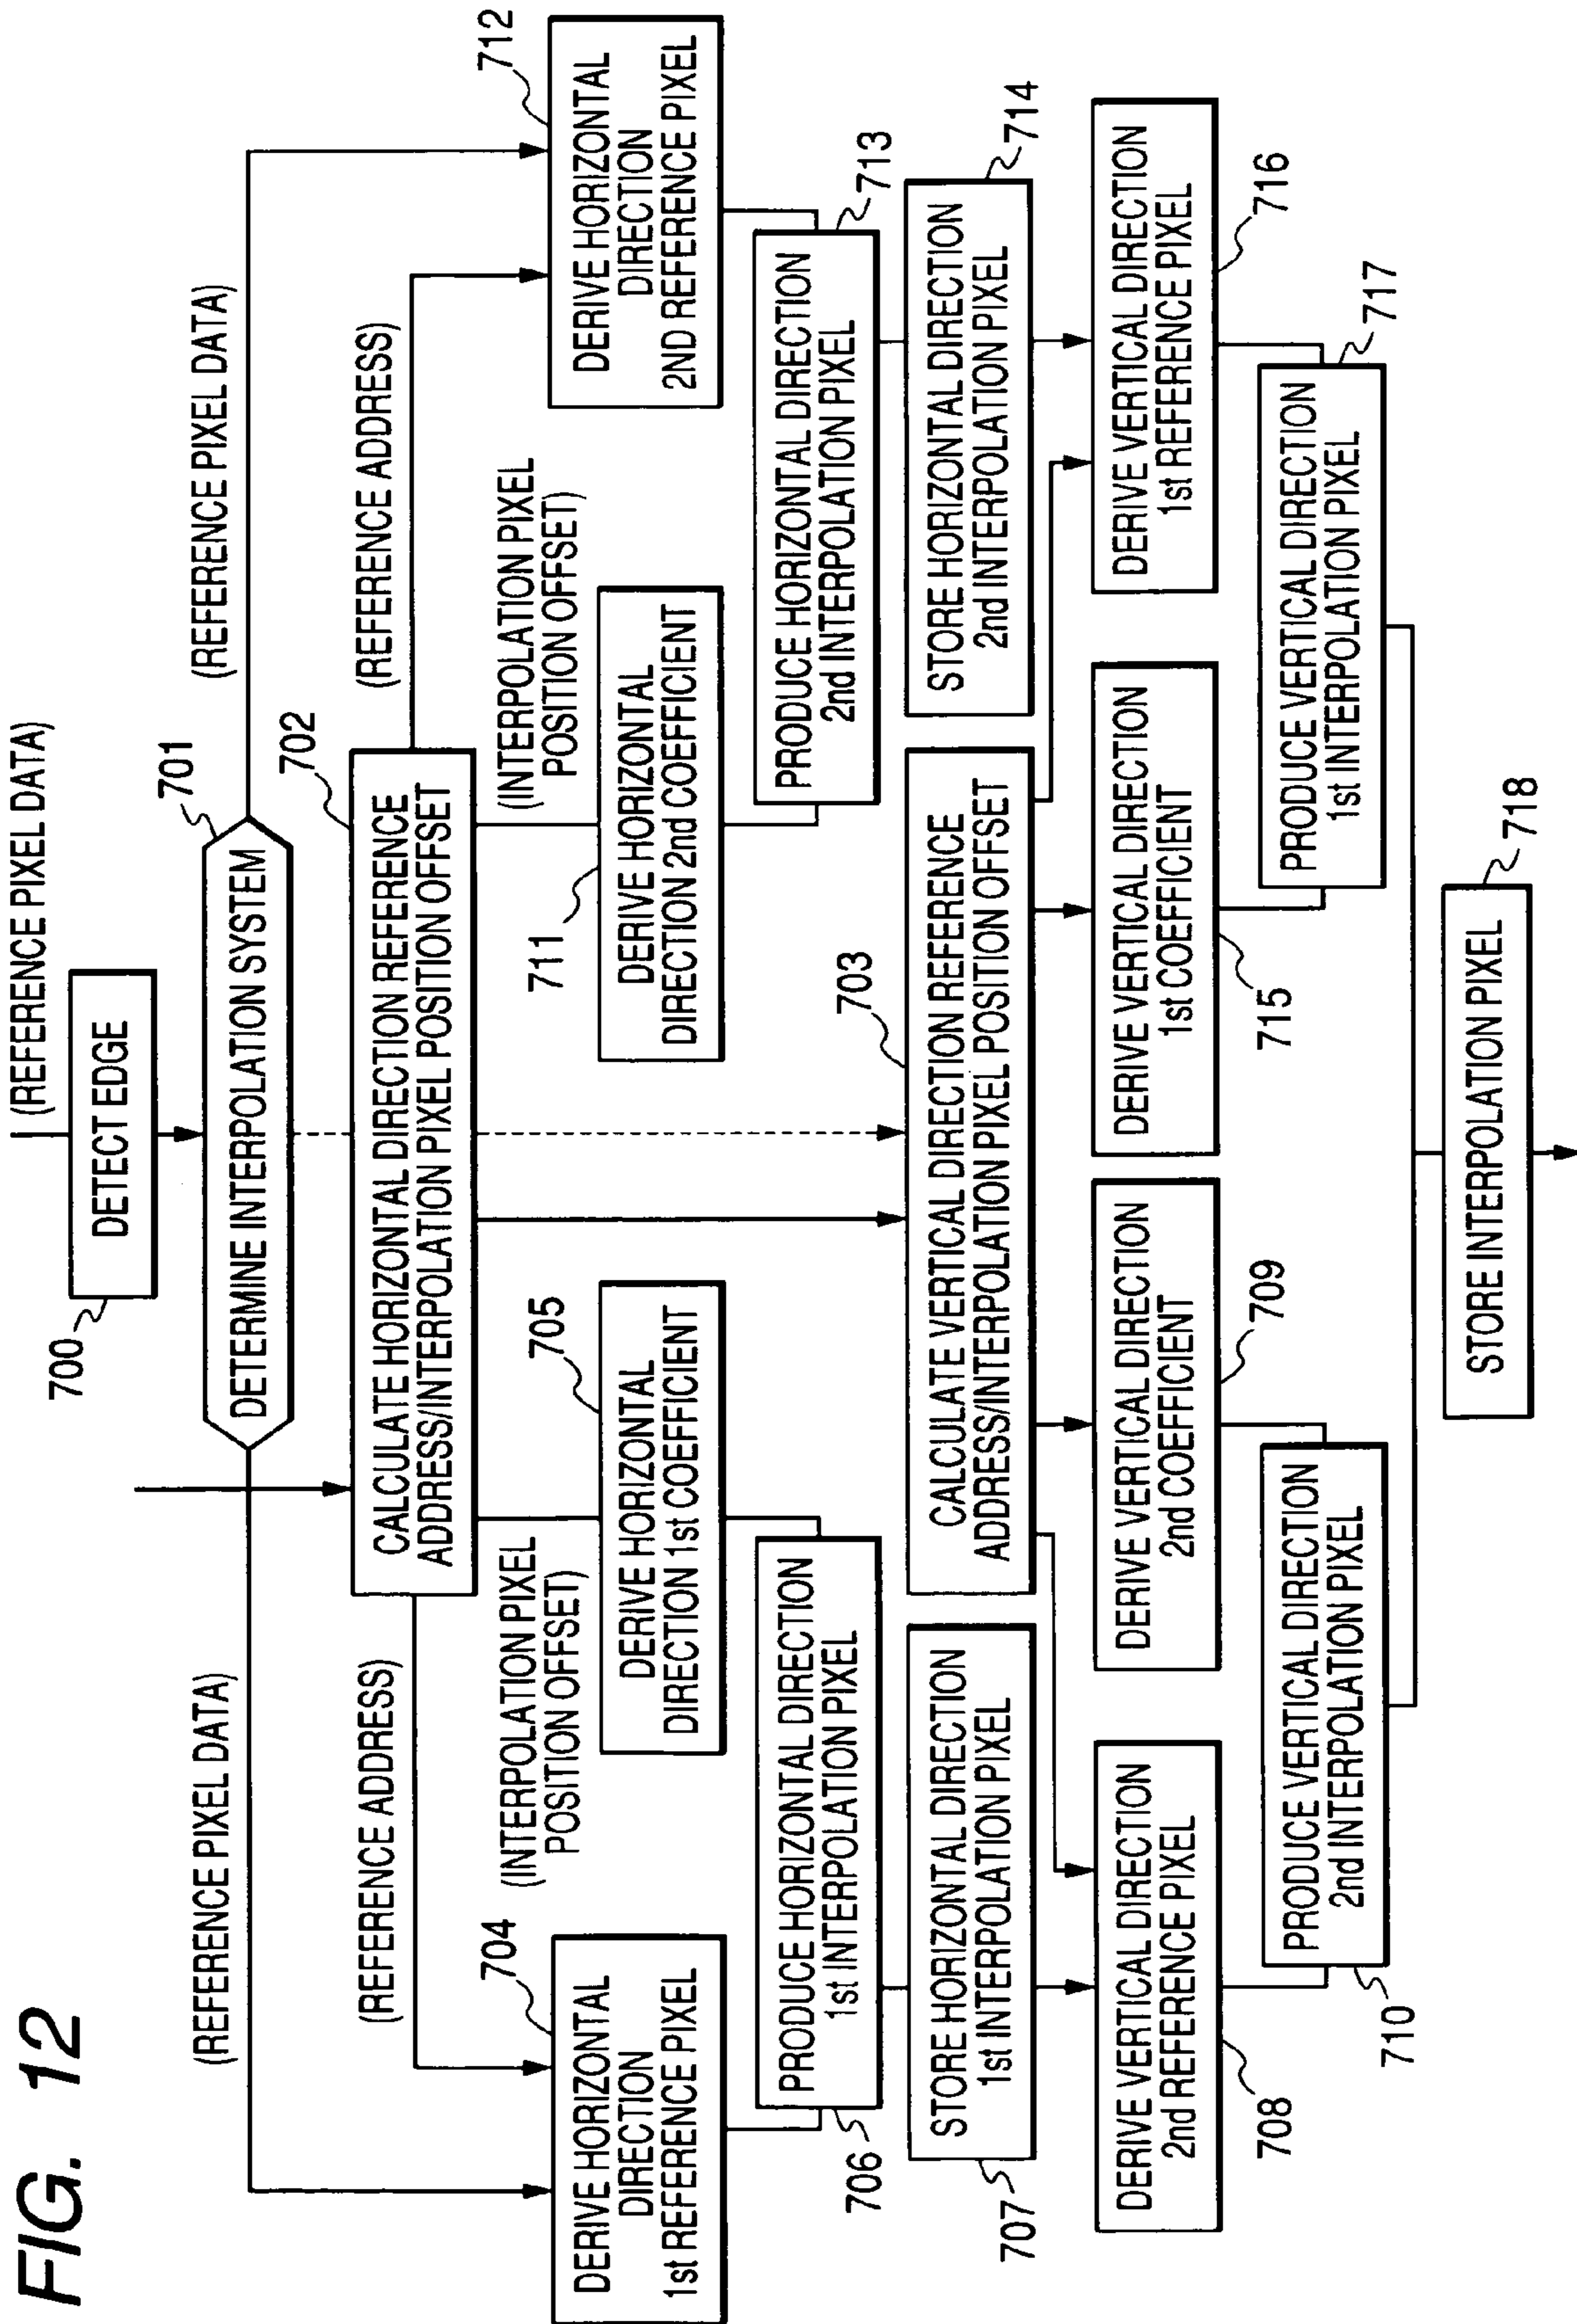 FIG. 12
(REFERENCE PIXEL DATA)
700
DETECT EDGE
701
DETERMINE INTERPOLATION SYSTEM
(REFERENCE PIXEL DATA)
(REFERENCE PIXEL DATA)
702
CALCULATE HORIZONTAL DIRECTION REFERENCE
ADDRESS/INTERPOLATION PIXEL POSITION OFFSET
(REFERENCE ADDRESS)
(REFERENCE ADDRESS)
704
DERIVE HORIZONTAL
DIRECTION
1st REFERENCE PIXEL
(INTERPOLATION PIXEL
POSITION OFFSET)
705
DERIVE HORIZONTAL
DIRECTION 1st COEFFICIENT
(INTERPOLATION PIXEL
POSITION OFFSET)
711
DERIVE HORIZONTAL
DIRECTION 2nd COEFFICIENT
712
DERIVE HORIZONTAL
DIRECTION
2ND REFERENCE PIXEL
706
PRODUCE HORIZONTAL DIRECTION
1st INTERPOLATION PIXEL
PRODUCE HORIZONTAL DIRECTION
2nd INTERPOLATION PIXEL
713
707
STORE HORIZONTAL DIRECTION
1st INTERPOLATION PIXEL
703
CALCULATE VERTICAL DIRECTION REFERENCE
ADDRESS/INTERPOLATION PIXEL POSITION OFFSET
STORE HORIZONTAL DIRECTION
2nd INTERPOLATION PIXEL
714
DERIVE VERTICAL DIRECTION
2nd REFERENCE PIXEL
708
DERIVE VERTICAL DIRECTION
2nd COEFFICIENT
709
DERIVE VERTICAL DIRECTION
1st COEFFICIENT
715
DERIVE VERTICAL DIRECTION
1st REFERENCE PIXEL
716
710
PRODUCE VERTICAL DIRECTION
2nd INTERPOLATION PIXEL
PRODUCE VERTICAL DIRECTION
1st INTERPOLATION PIXEL
717
STORE INTERPOLATION PIXEL
718